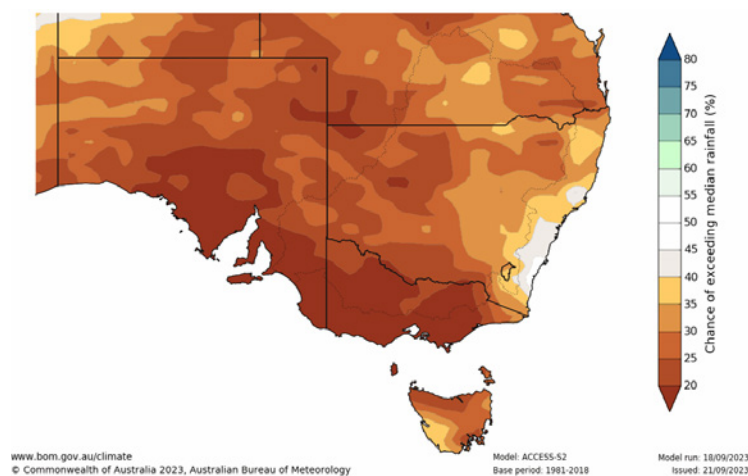 80
75
70
65
60
55
50
45
40
35
30
25
20
Chance of exceeding median rainfall (%)
www.bom.gov.au/climate
© Commonwealth of Australia 2023, Australian Bureau of Meteorology
Model: ACCESS-S2
Base period: 1981-2018
Model run: 18/09/2023
Issued: 21/09/2023